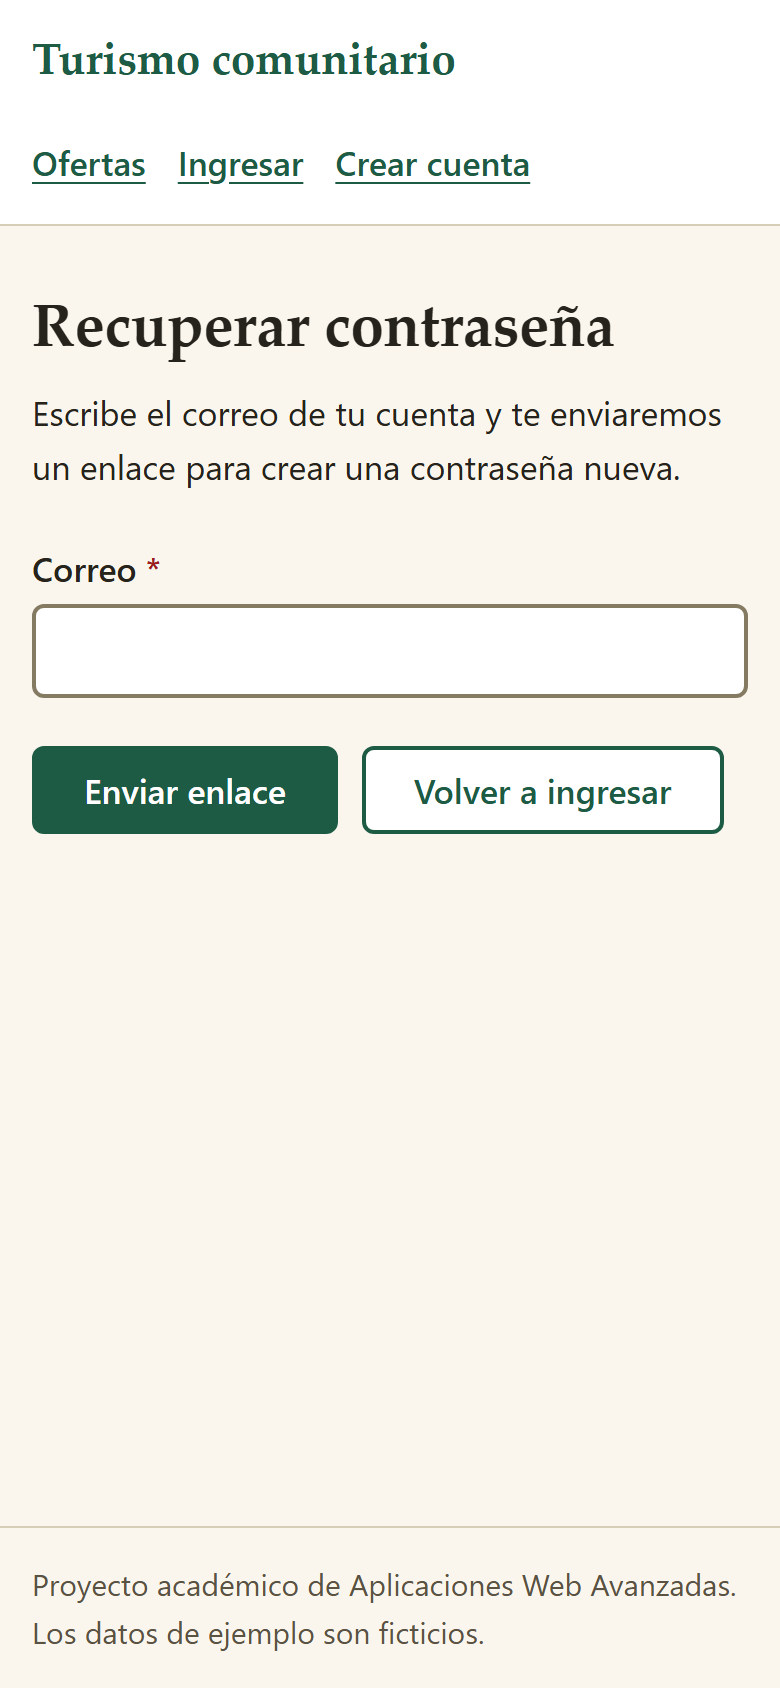 Turismo comunitario
Ofertas Ingresar Crear cuenta
Recuperar contraseña
Escribe el correo de tu cuenta y te enviaremos
un enlace para crear una contraseña nueva.
Correo *
Enviar enlace Volver a ingresar
Proyecto académico de Aplicaciones Web Avanzadas.
Los datos de ejemplo son ficticios.